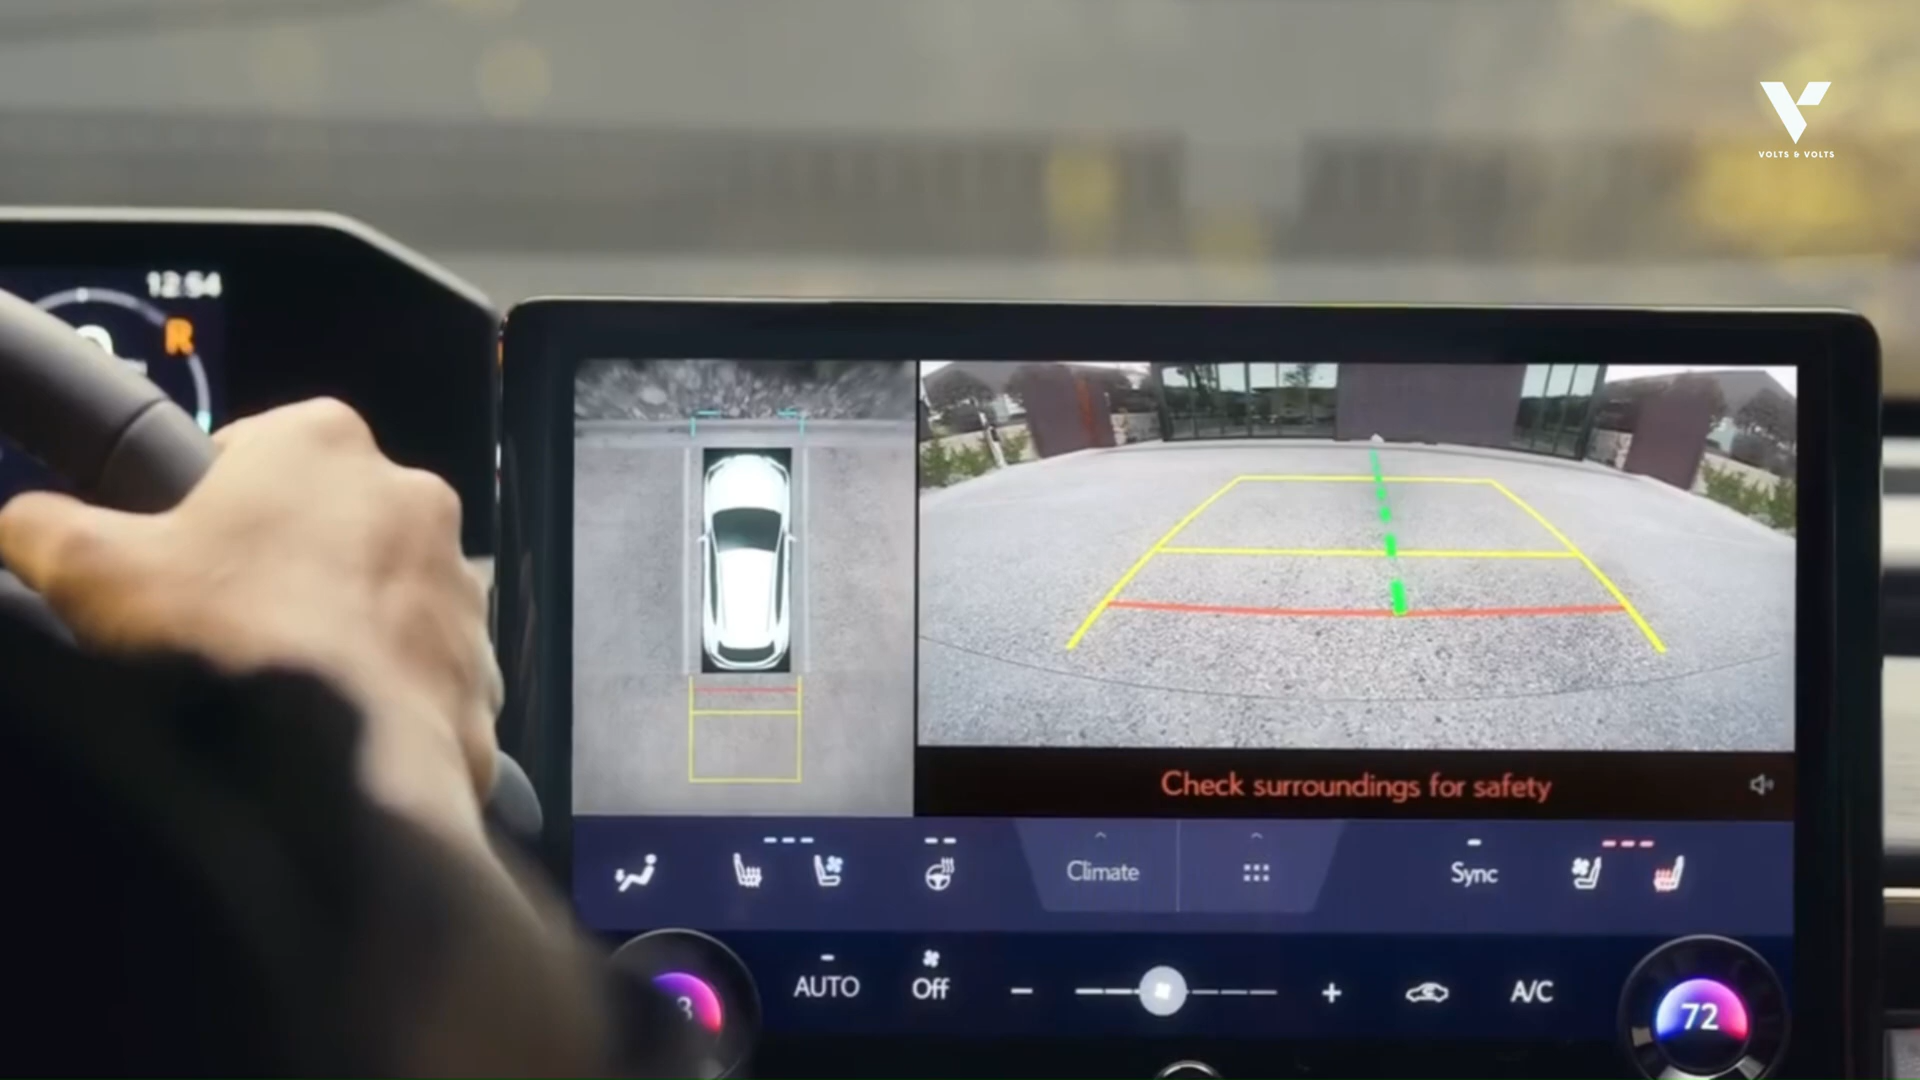 VOLTS & VOLTS
12:54
R
Check surroundings for safety
Climate
Sync
AUTO
Off
A/C
72